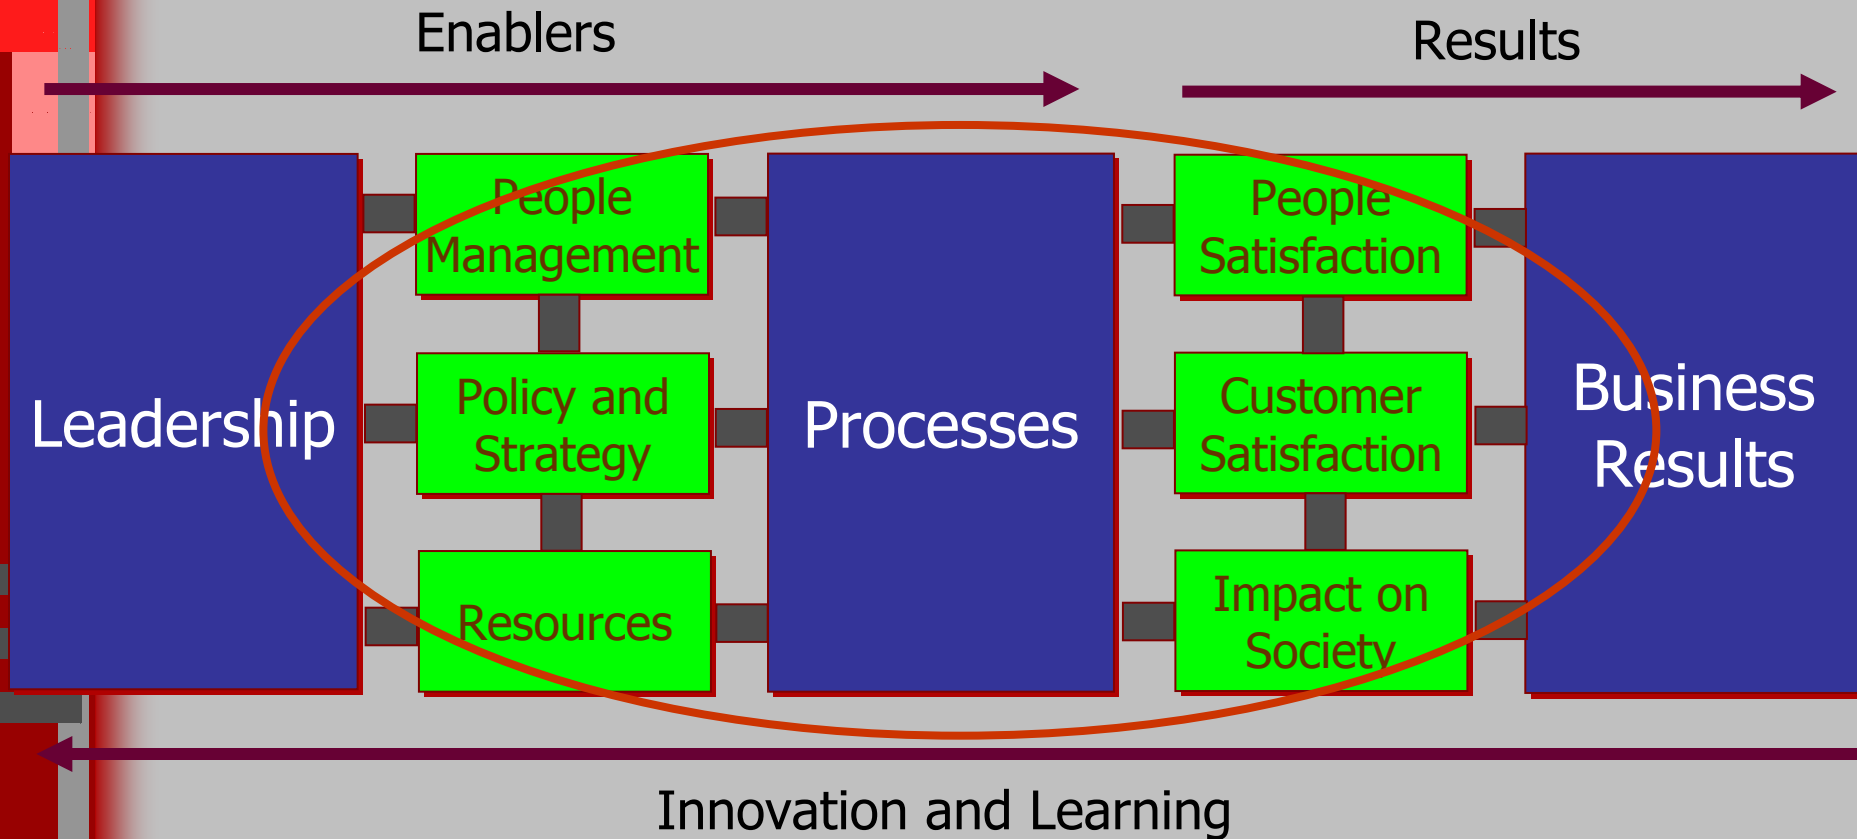 Enablers
Results
Leadership
People
Management
Policy and
Strategy
Resources
Processes
People
Satisfaction
Customer
Satisfaction
Impact on
Society
Business
Results
Innovation and Learning